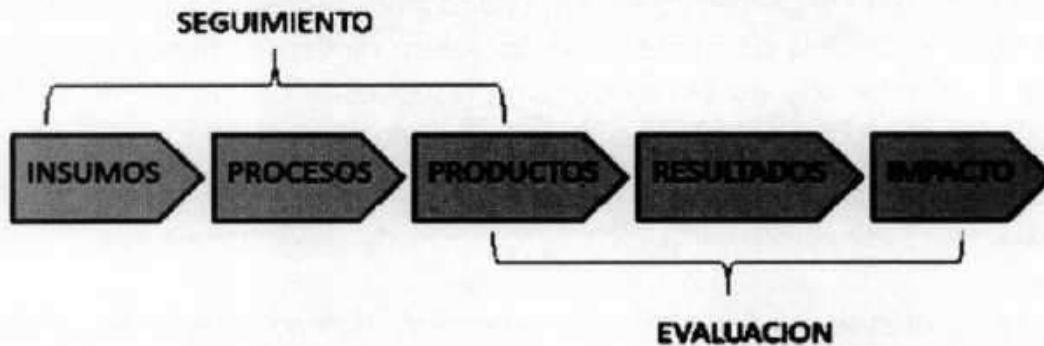 SEGUIMIENTO
INSUMOS PROCESOS PRODUCTOS RESULTADOS IMPACTO
EVALUACION